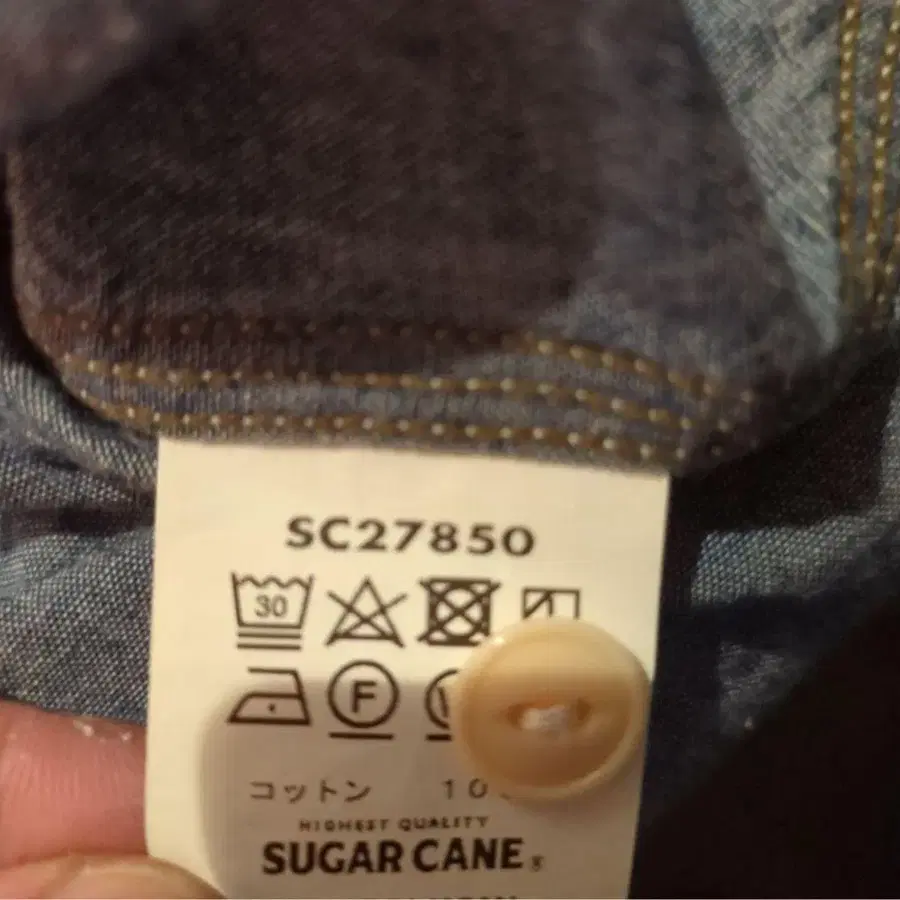 SC27850
30
F
コットン 10
HIGHEST QUALITY
SUGAR CANE®